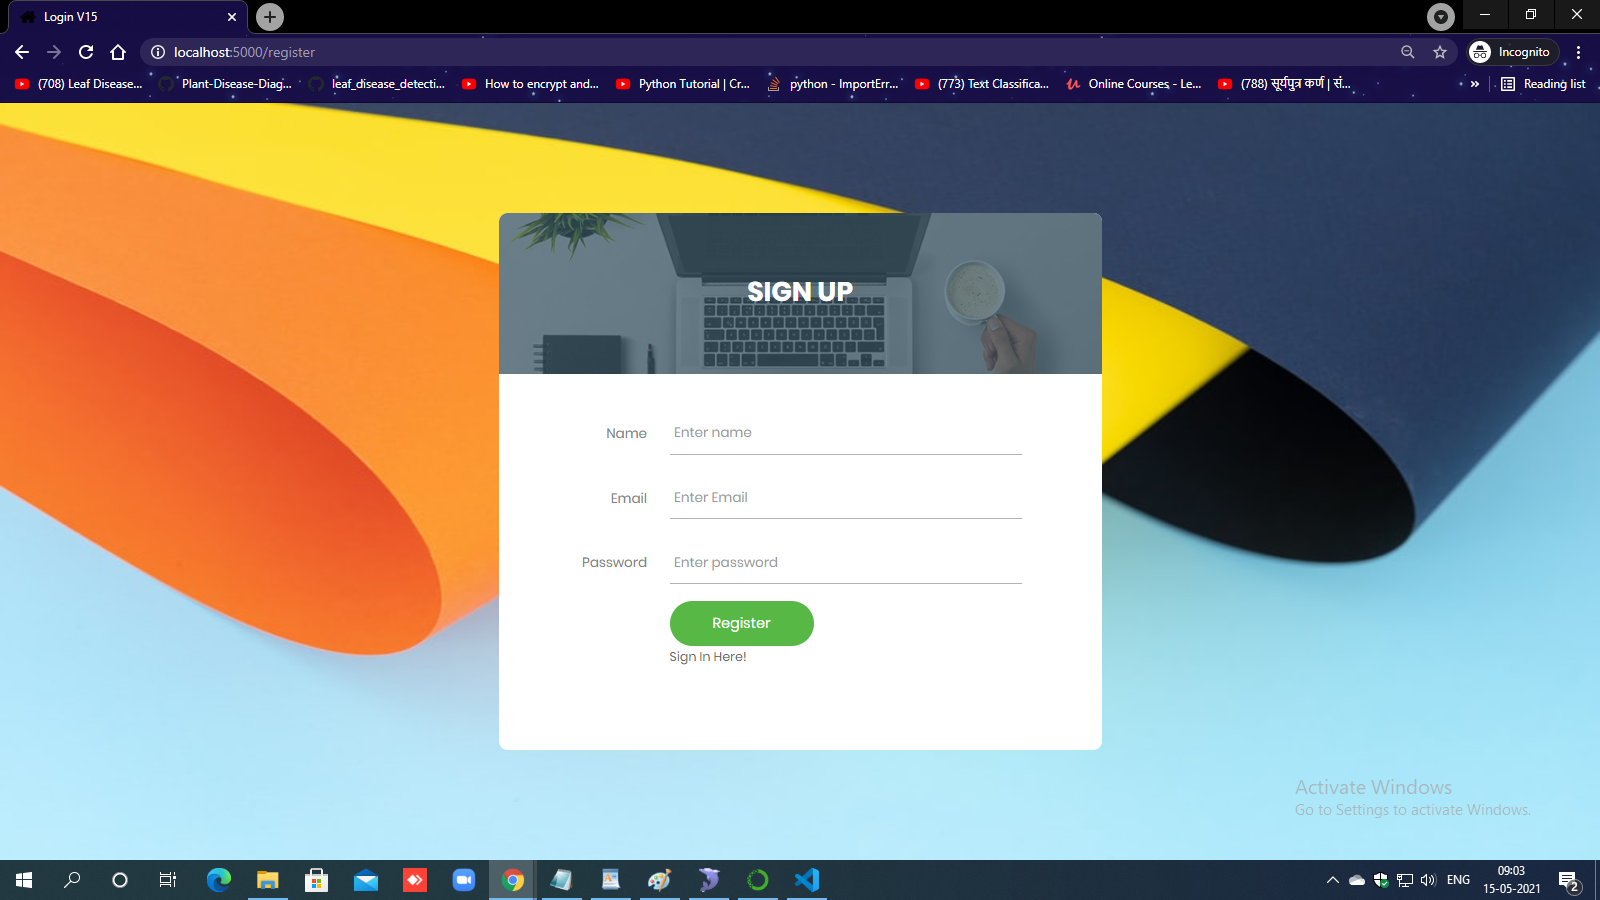 Login V15
localhost:5000/register
Incognito
(708) Leaf Disease...
Plant-Disease-Diag...
leaf_disease_detecti...
How to encrypt and...
Python Tutorial | Cr...
python - ImportErr...
(773) Text Classifica...
Online Courses - Le...
(788) सूर्यपुत्र कर्ण | सं...
»
Reading list
SIGN UP
Name
Enter name
Email
Enter Email
Password
Enter password
Register
Sign In Here!
Activate Windows
Go to Settings to activate Windows.
ENG
09:03
15-05-2021
2